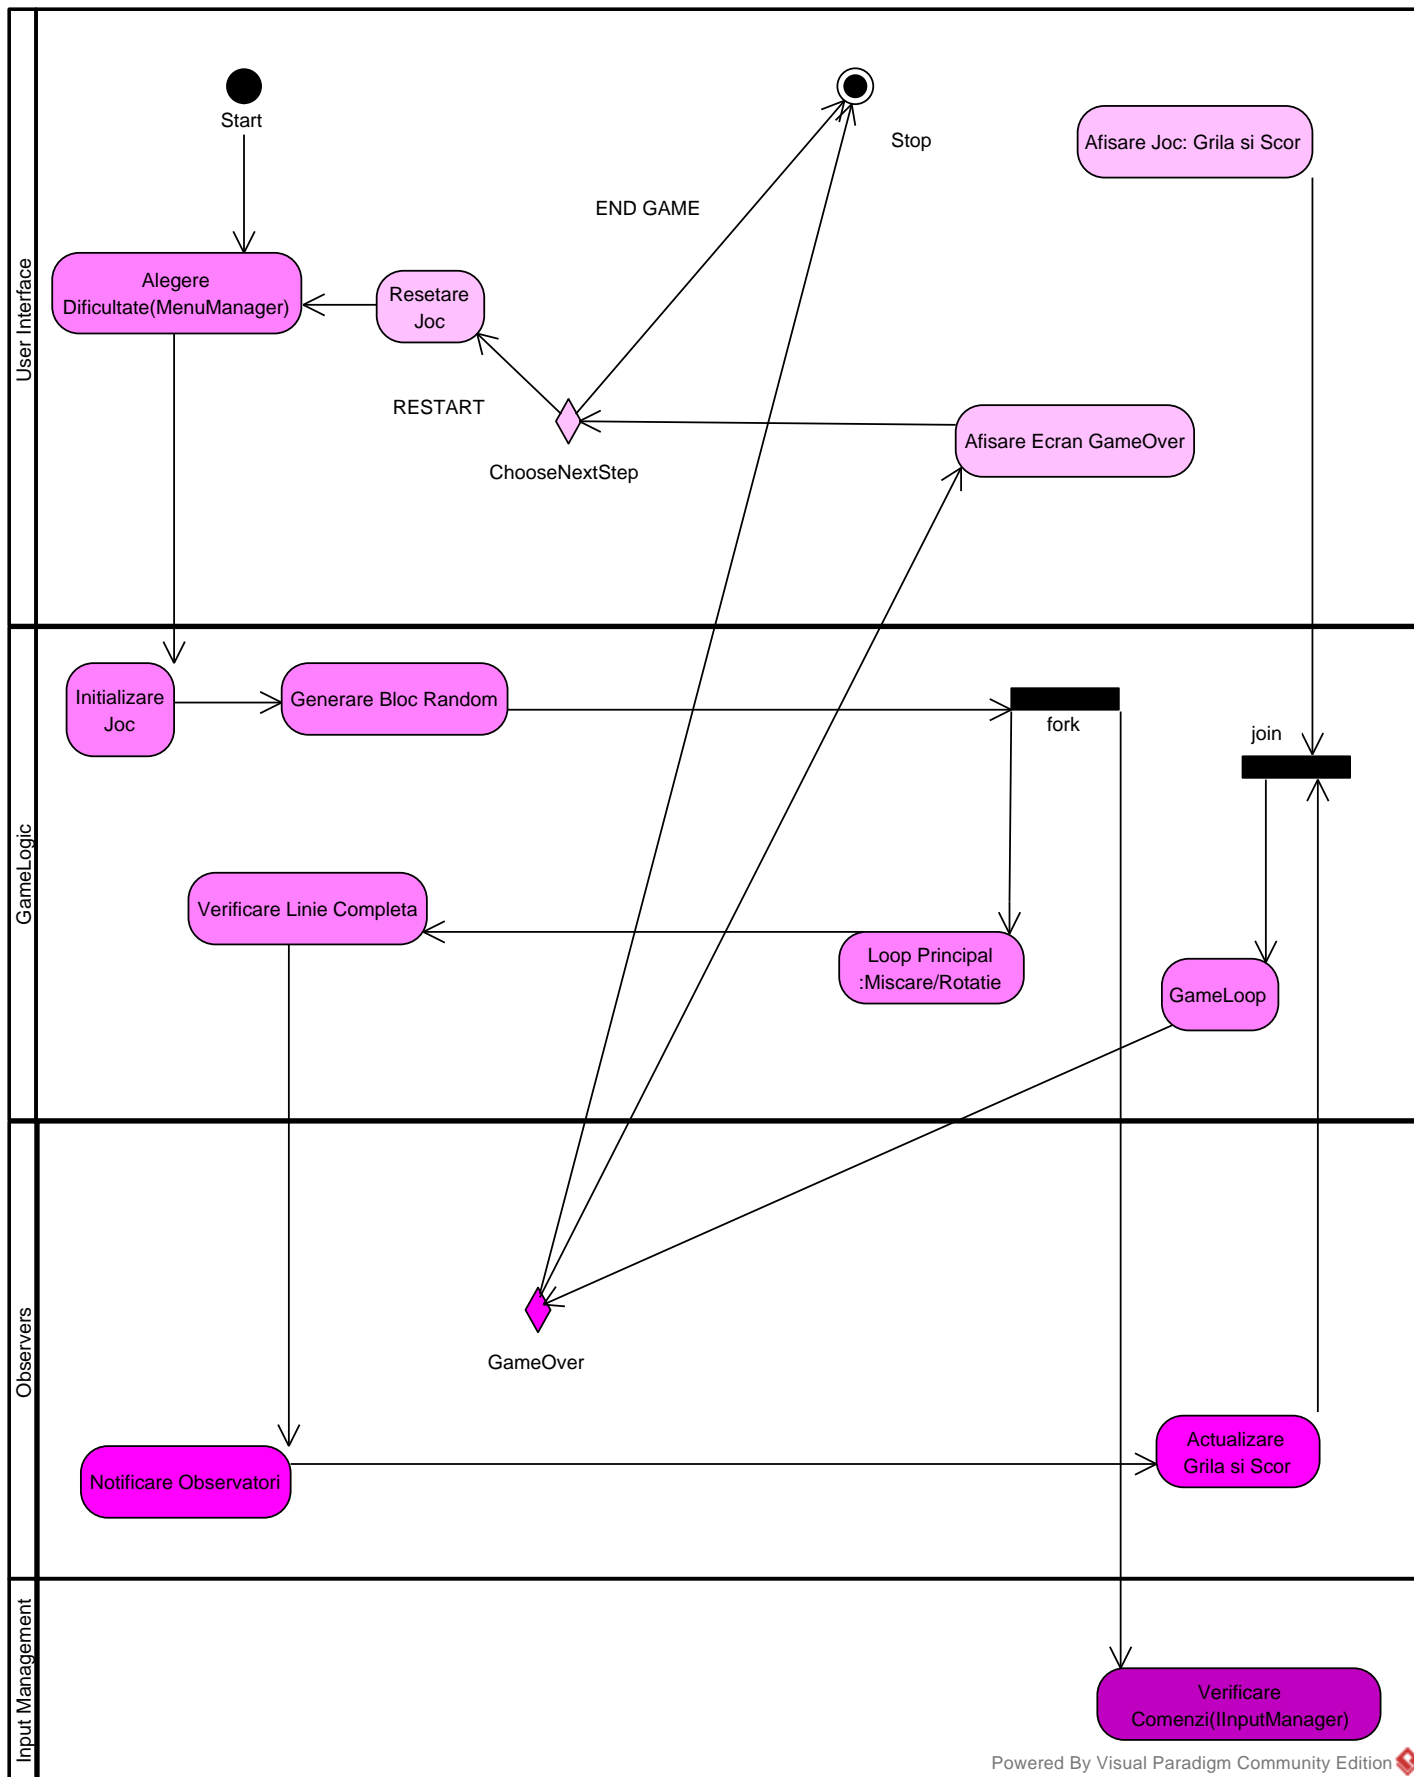 User Interface
Start
Stop
Afisare Joc: Grila si Scor
END GAME
Alegere
Dificultate(MenuManager)
Resetare
Joc
RESTART
Afisare Ecran GameOver
ChooseNextStep
GameLogic
Initializare
Joc
Generare Bloc Random
fork
join
Verificare Linie Completa
Loop Principal
:Miscare/Rotatie
GameLoop
Observers
GameOver
Notificare Observatori
Actualizare
Grila si Scor
Input Management
Verificare
Comenzi(IInputManager)
Powered By Visual Paradigm Community Edition